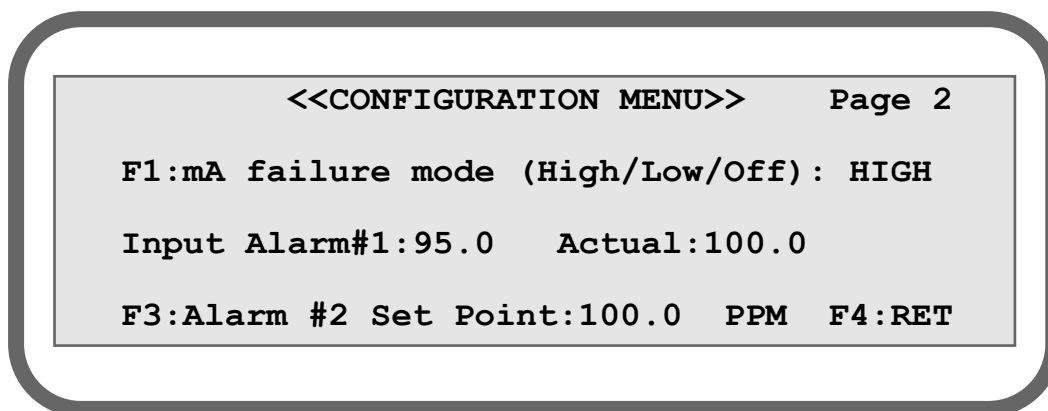 <<CONFIGURATION MENU>> Page 2
F1:mA failure mode (High/Low/Off): HIGH
Input Alarm#1:95.0 Actual:100.0
F3:Alarm #2 Set Point:100.0 PPM F4:RET